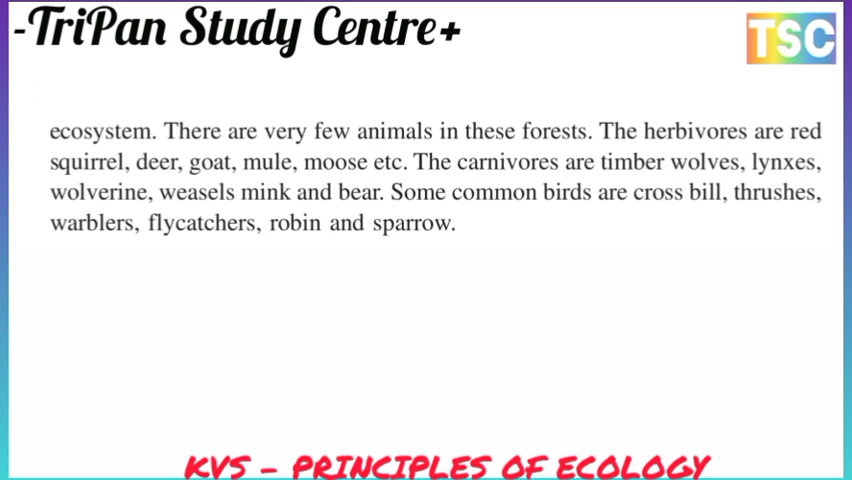 -TriPan Study Centre+
TSC
ecosystem. There are very few animals in these forests. The herbivores are red
squirrel, deer, goat, mule, moose etc. The carnivores are timber wolves, lynxes,
wolverine, weasels mink and bear. Some common birds are cross bill, thrushes,
warblers, flycatchers, robin and sparrow.
KVS - PRINCIPLES OF ECOLOGY